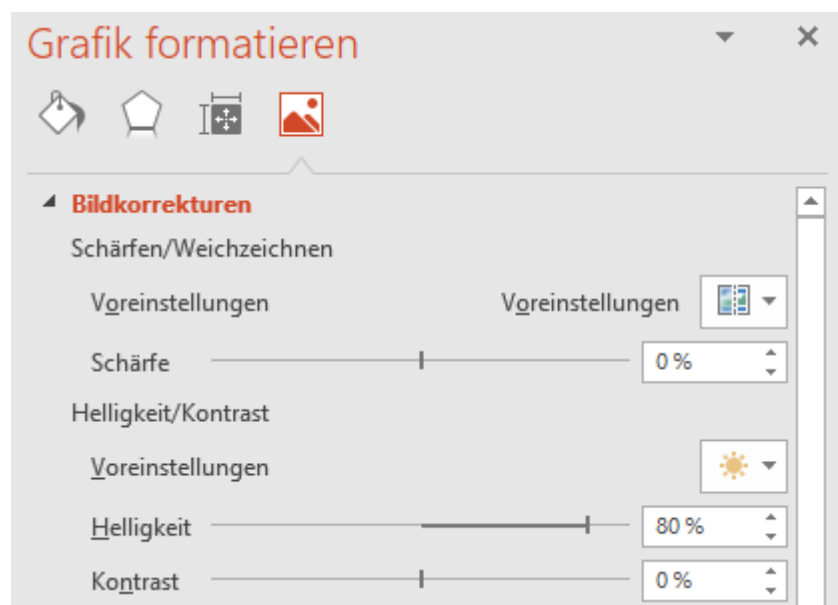 Grafik formatieren
Bildkorrekturen
Schärfen/Weichzeichnen
Voreinstellungen Voreinstellungen
Schärfe 0 %
Helligkeit/Kontrast
Voreinstellungen
Helligkeit 80 %
Kontrast 0 %